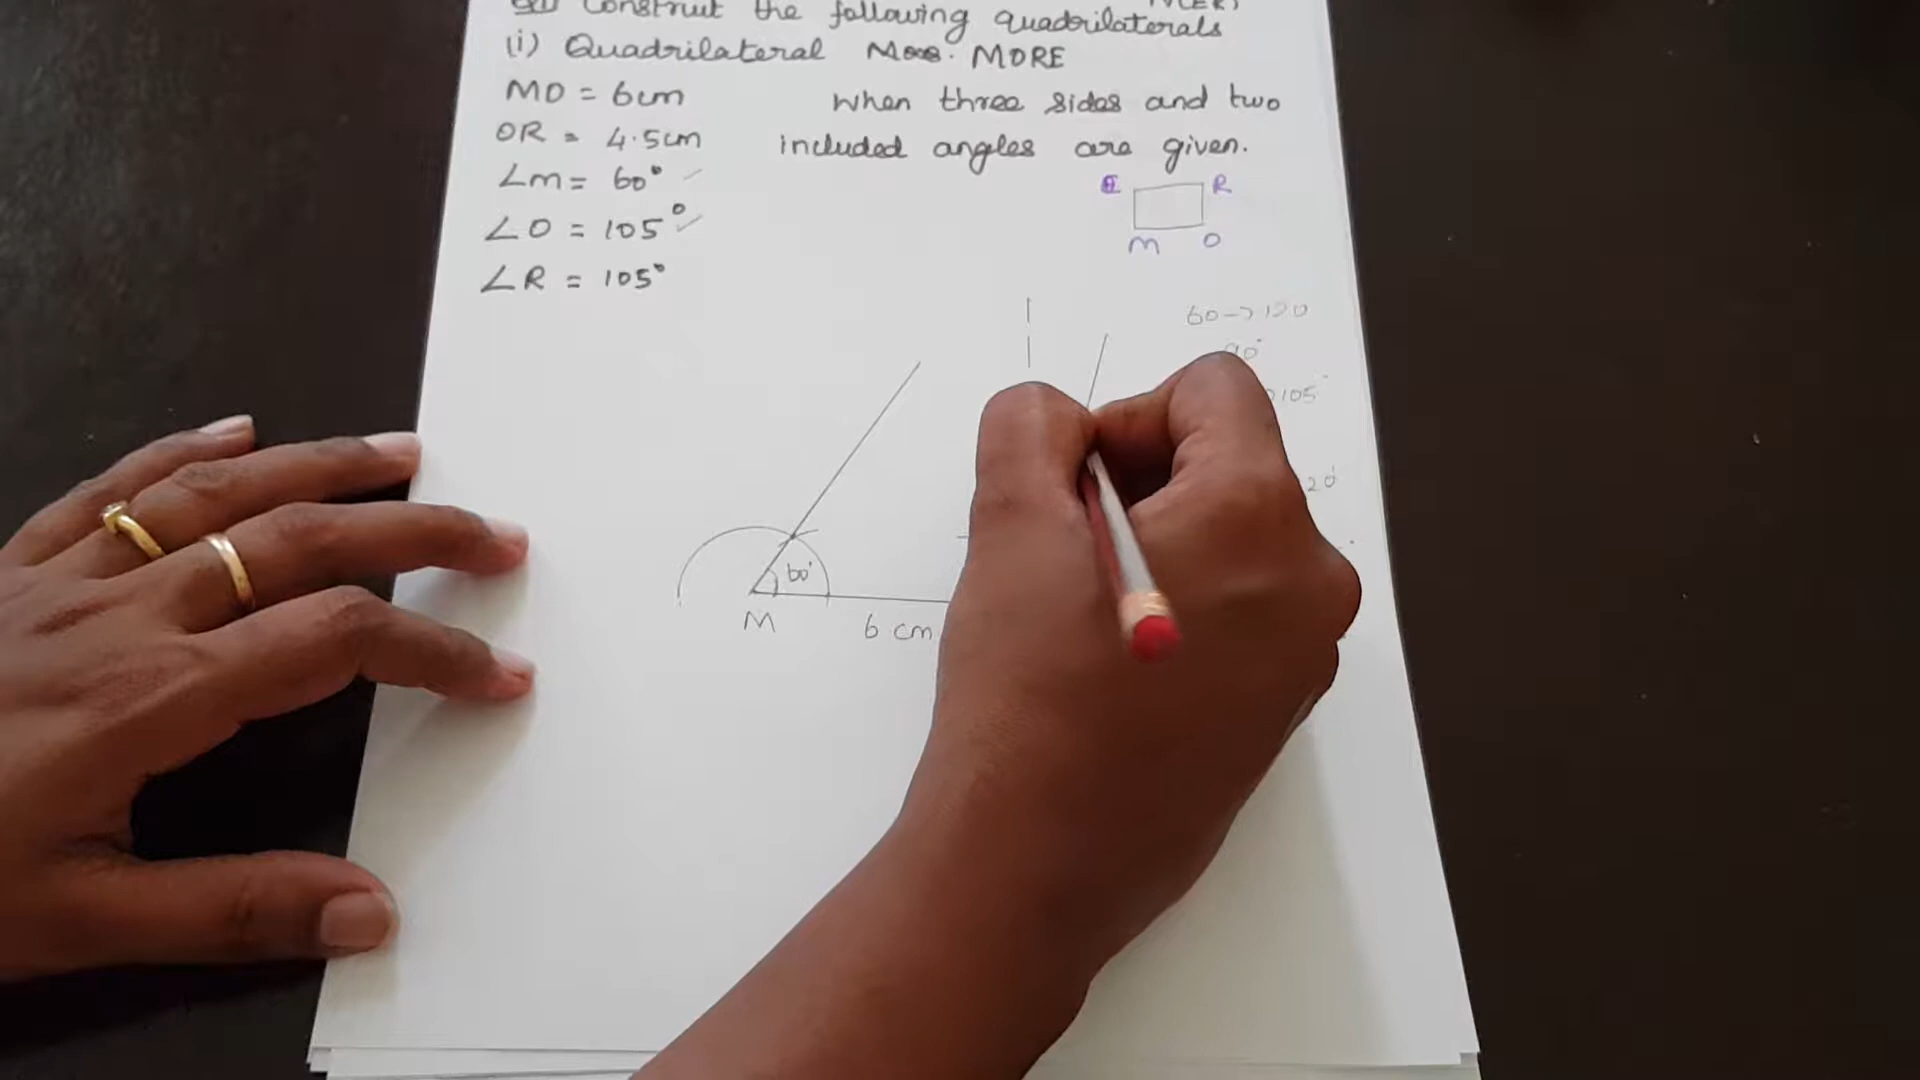 Construct the following quadrilaterals
(i) Quadrilateral MORE
MO = 6cm When three sides and two
OR = 4.5cm included angles are given.
∠M = 60°
E R
∠O = 105°
M O
∠R = 105°
60->120
90°
105°
60°
M
6 cm